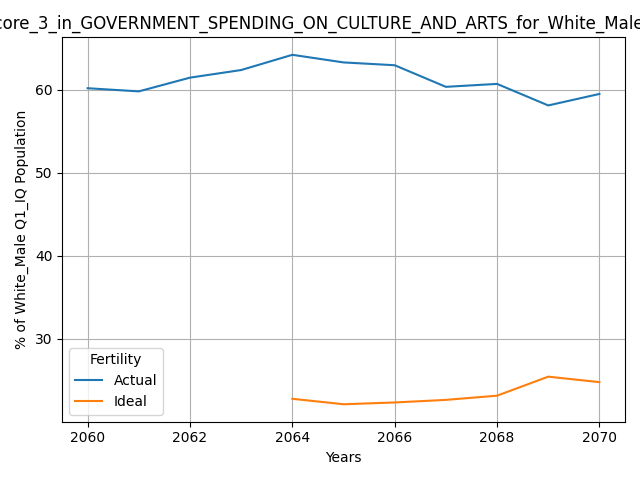 core_3_in_GOVERNMENT_SPENDING_ON_CULTURE_AND_ARTS_for_White_Male
% of White_Male Q1_IQ Population
60
50
40
30
Fertility
Actual
Ideal
2060 2062 2064 2066 2068 2070
Years